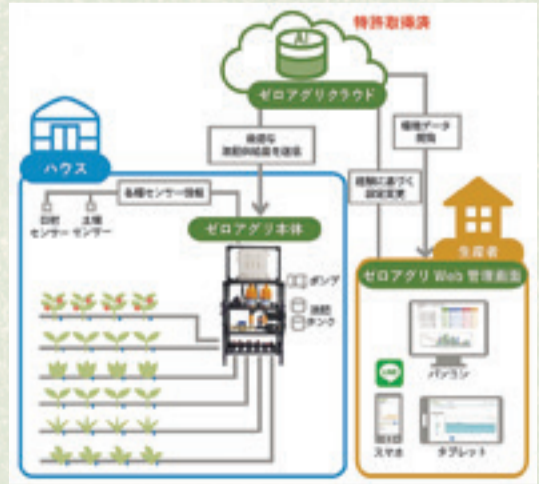 特許取得済
AI
ゼロアグリクラウド
最適な
液肥供給量を送信
種種データ
閲覧
経験に基づく
設定変更
ハウス
各種センサー情報
日射
センサー
土壌
センサー
ゼロアグリ本体
ポンプ
液肥
タンク
生産者
ゼロアグリ Web 管理画面
パソコン
LINE
スマホ
タブレット